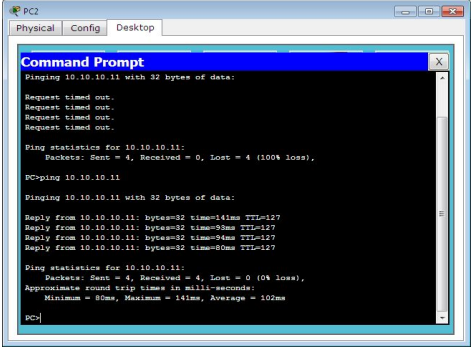 PC2
Physical Config Desktop
Command Prompt X
Pinging 10.10.10.11 with 32 bytes of data:
Request timed out.
Request timed out.
Request timed out.
Request timed out.
Ping statistics for 10.10.10.11:
Packets: Sent = 4, Received = 0, Lost = 4 (100% loss),
PC>ping 10.10.10.11
Pinging 10.10.10.11 with 32 bytes of data:
Reply from 10.10.10.11: bytes=32 time=141ms TTL=127
Reply from 10.10.10.11: bytes=32 time=93ms TTL=127
Reply from 10.10.10.11: bytes=32 time=94ms TTL=127
Reply from 10.10.10.11: bytes=32 time=80ms TTL=127
Ping statistics for 10.10.10.11:
Packets: Sent = 4, Received = 4, Lost = 0 (0% loss),
Approximate round trip times in milli-seconds:
Minimum = 80ms, Maximum = 141ms, Average = 102ms
PC>